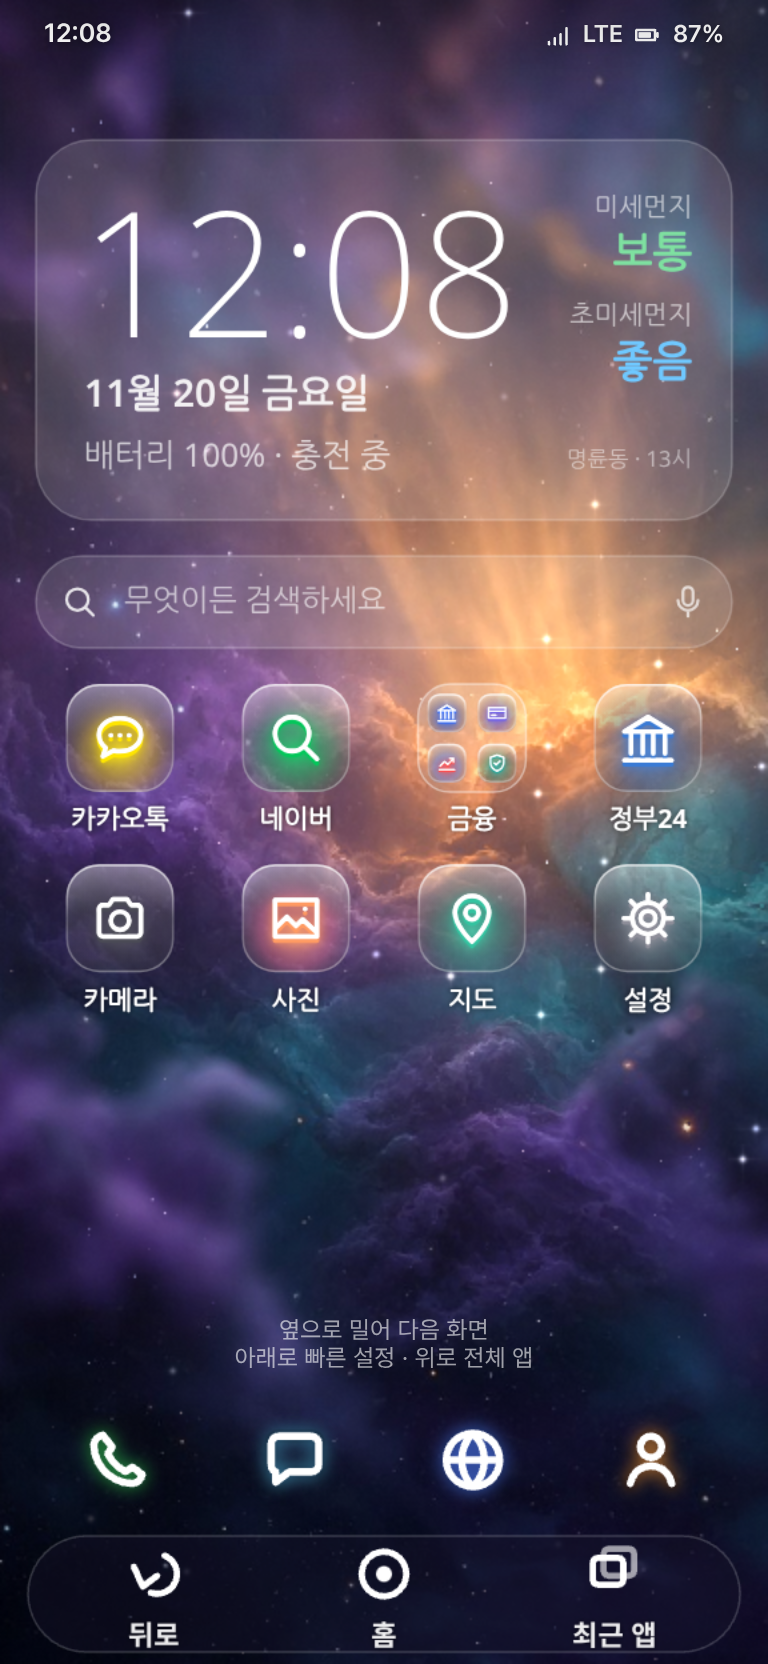 12:08
LTE 87%
12:08
미세먼지
보통
초미세먼지
좋음
11월 20일 금요일
배터리 100% · 충전 중
명륜동 · 13시
무엇이든 검색하세요
카카오톡
네이버
금융
정부24
카메라
사진
지도
설정
옆으로 밀어 다음 화면
아래로 빠른 설정 · 위로 전체 앱
뒤로
홈
최근 앱